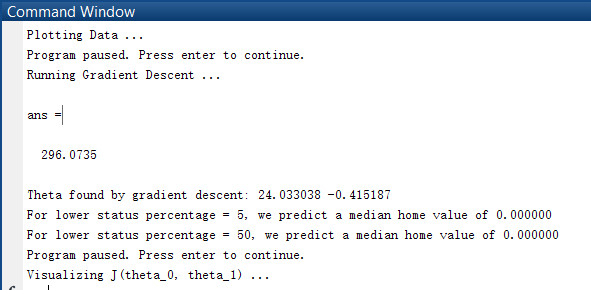 Command Window
Plotting Data ...
Program paused. Press enter to continue.
Running Gradient Descent ...
ans =
296.0735
Theta found by gradient descent: 24.033038 -0.415187
For lower status percentage = 5, we predict a median home value of 0.000000
For lower status percentage = 50, we predict a median home value of 0.000000
Program paused. Press enter to continue.
Visualizing J(theta_0, theta_1) ...